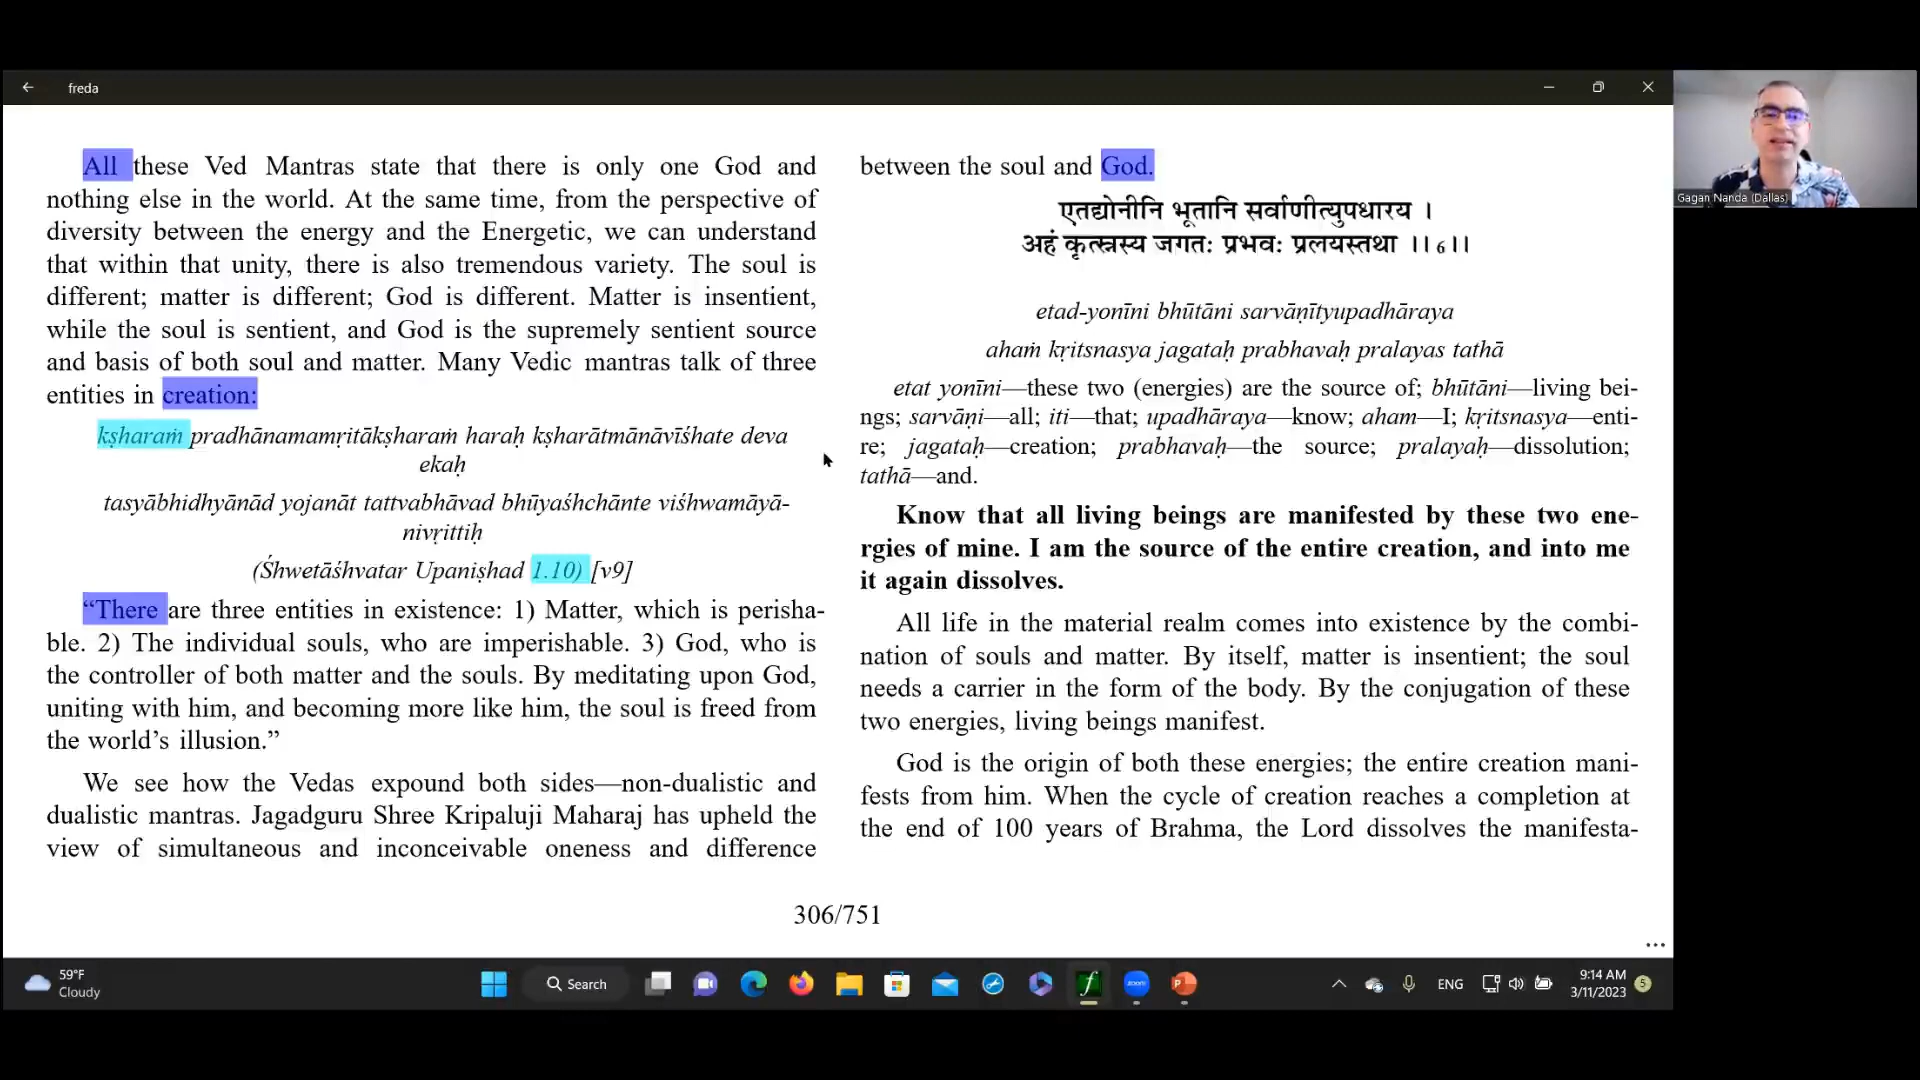 freda
All these Ved Mantras state that there is only one God and
nothing else in the world. At the same time, from the perspective of
diversity between the energy and the Energetic, we can understand
that within that unity, there is also tremendous variety. The soul is
different; matter is different; God is different. Matter is insentient,
while the soul is sentient, and God is the supremely sentient source
and basis of both soul and matter. Many Vedic mantras talk of three
entities in creation:
kṣharaṁ pradhānamamṛitākṣharaṁ haraḥ kṣharātmānāvīśhate deva
ekaḥ
tasyābhidhyānād yojanāt tattvabhāvad bhūyaśhchānte viśhwamāyā-
nivṛittiḥ
(Śhwetāśhvatar Upaniṣhad 1.10) [v9]
“There are three entities in existence: 1) Matter, which is perisha-
ble. 2) The individual souls, who are imperishable. 3) God, who is
the controller of both matter and the souls. By meditating upon God,
uniting with him, and becoming more like him, the soul is freed from
the world’s illusion.”
We see how the Vedas expound both sides—non-dualistic and
dualistic mantras. Jagadguru Shree Kripaluji Maharaj has upheld the
view of simultaneous and inconceivable oneness and difference
between the soul and God.
एतद्योनीनि भूतानि सर्वाणीत्युपधारय ।
अहं कृत्स्नस्य जगतः प्रभवः प्रलयस्तथा ।।6।।
etad-yonīni bhūtāni sarvāṇītyupadhāraya
ahaṁ kṛitsnasya jagataḥ prabhavaḥ pralayas tathā
etat yonīni—these two (energies) are the source of; bhūtāni—living bei-
ngs; sarvāṇi—all; iti—that; upadhāraya—know; aham—I; kṛitsnasya—enti-
re; jagataḥ—creation; prabhavaḥ—the source; pralayaḥ—dissolution;
tathā—and.
Know that all living beings are manifested by these two ene-
rgies of mine. I am the source of the entire creation, and into me
it again dissolves.
All life in the material realm comes into existence by the combi-
nation of souls and matter. By itself, matter is insentient; the soul
needs a carrier in the form of the body. By the conjugation of these
two energies, living beings manifest.
God is the origin of both these energies; the entire creation mani-
fests from him. When the cycle of creation reaches a completion at
the end of 100 years of Brahma, the Lord dissolves the manifesta-
306/751
Gagan Nanda (Dallas)
59°F
Cloudy
Search
zoom
ENG
9:14 AM
3/11/2023
5